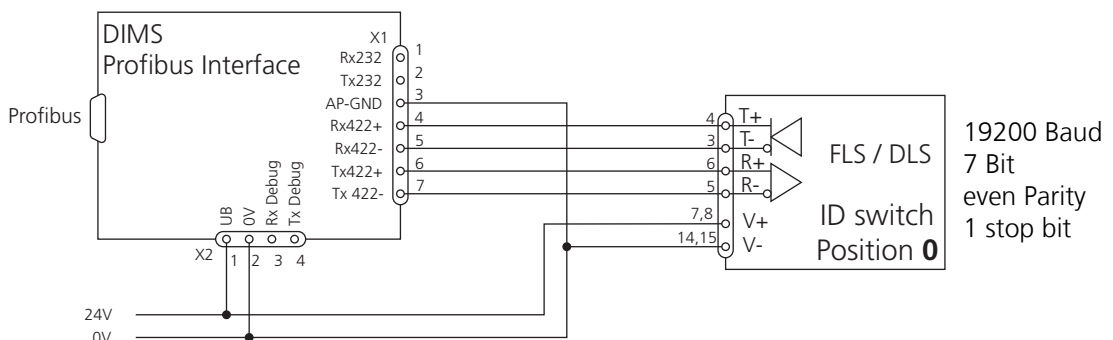 DIMS
Profibus Interface
Profibus
X1
Rx232 1
Tx232 2
AP-GND 3
Rx422+ 4
Rx422- 5
Tx422+ 6
Tx 422- 7
UB
0V
Rx Debug
Tx Debug
X2 1 2 3 4
24V
0V
4 T+
3 T-
6 R+
5 R-
7,8 V+
14,15 V-
FLS / DLS
ID switch
Position 0
19200 Baud
7 Bit
even Parity
1 stop bit